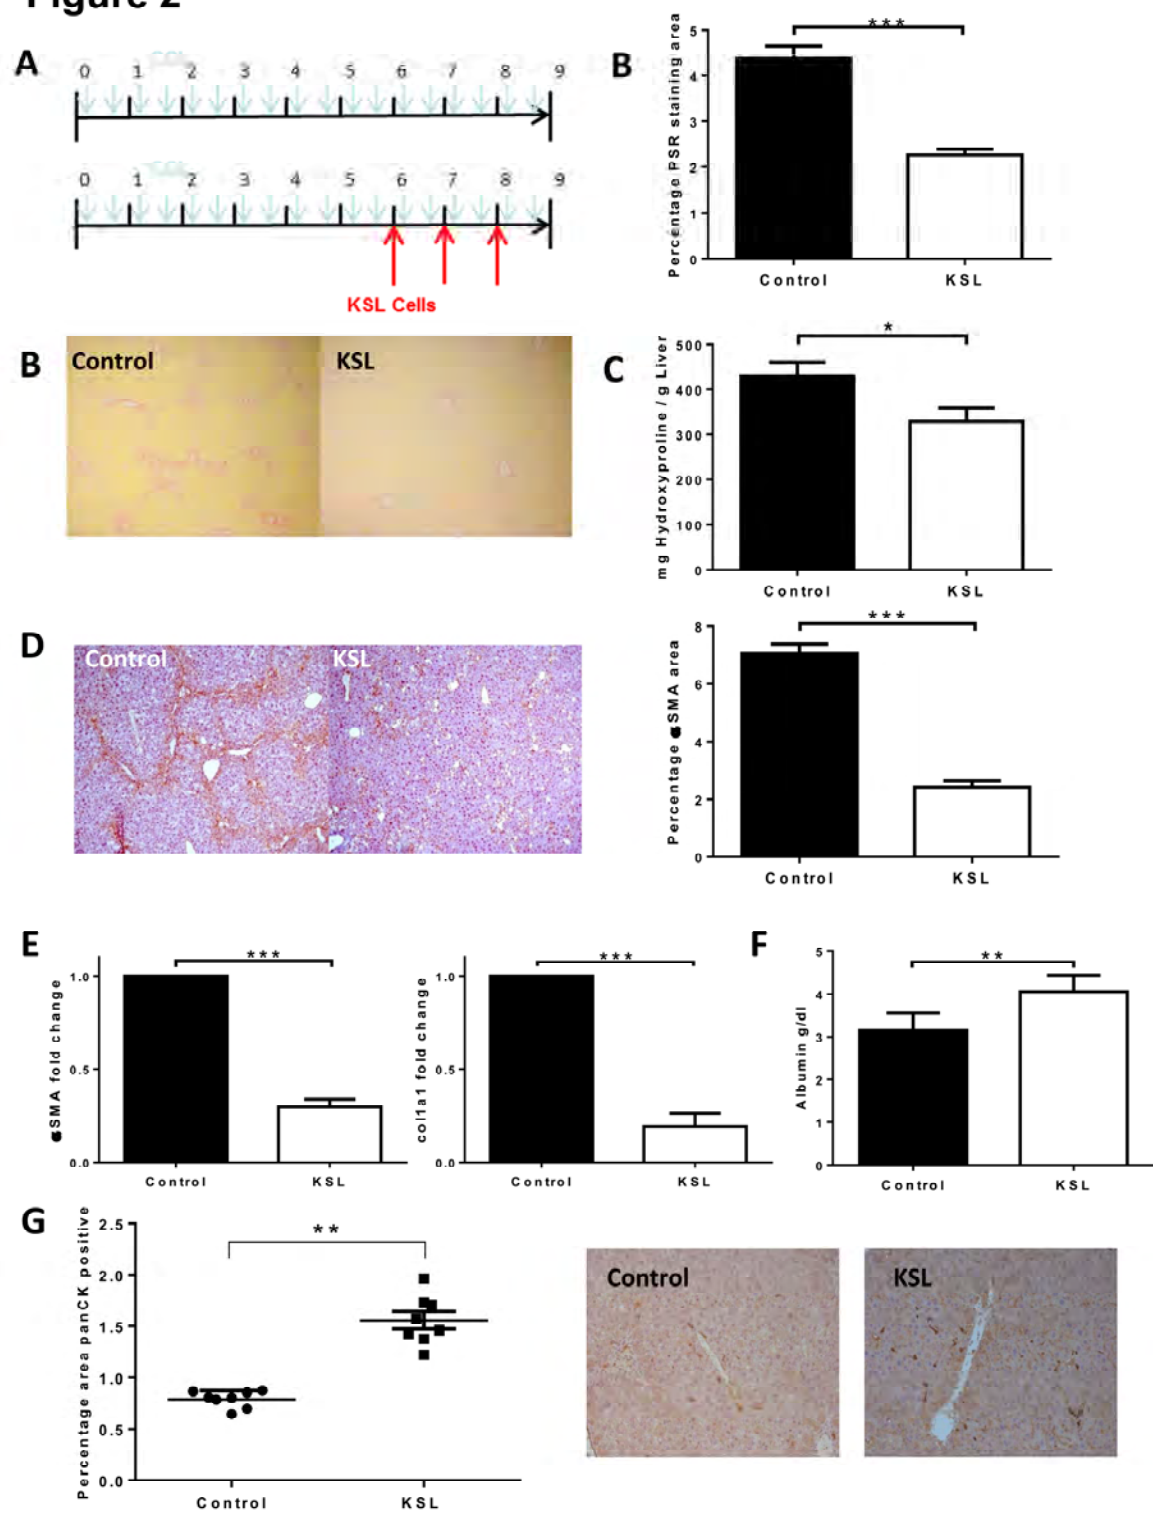 Figure 2
A
0 1 2 3 4 5 6 7 8 9
0 1 2 3 4 5 6 7 8 9
KSL Cells
B
Percentage PSR staining area
5
4
3
2
1
0
***
Control KSL
B
Control KSL
C
mg Hydroxyproline / g Liver
500
400
300
200
100
0
*
Control KSL
D
Control KSL
Percentage αSMA area
8
6
4
2
0
***
Control KSL
E
αSMA fold change
1.0
0.5
0.0
***
Control KSL
col1a1 fold change
1.0
0.5
0.0
***
Control KSL
F
Albumin g/dl
5
4
3
2
1
0
**
Control KSL
G
Percentage area panCK positive
2.5
2.0
1.5
1.0
0.5
0.0
**
Control KSL
Control KSL